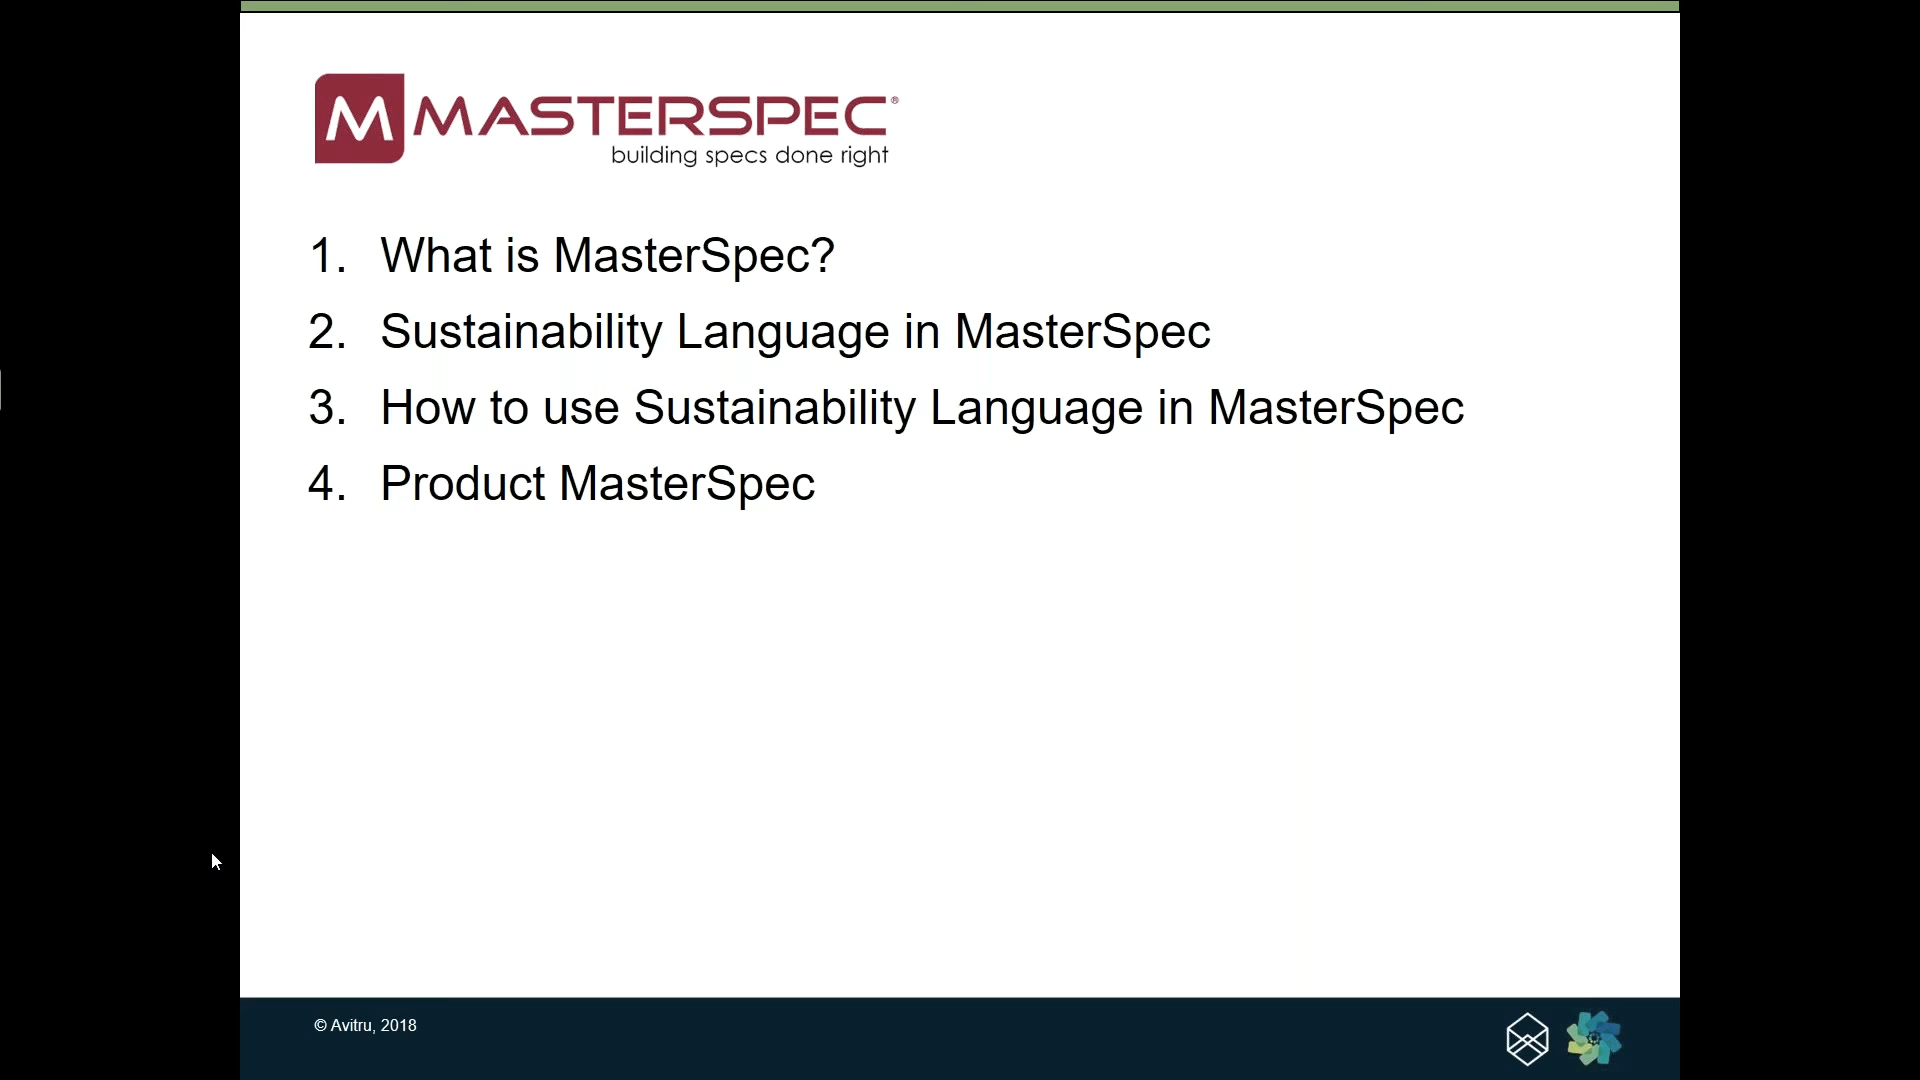 M MASTERSPEC®
building specs done right
1. What is MasterSpec?
2. Sustainability Language in MasterSpec
3. How to use Sustainability Language in MasterSpec
4. Product MasterSpec
© Avitru, 2018